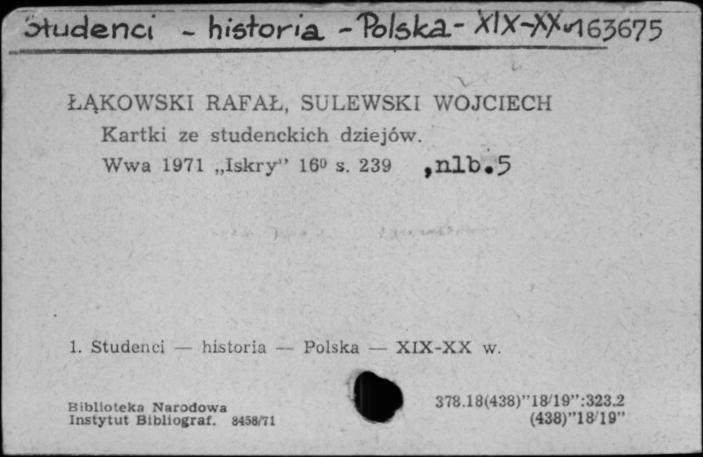 Studenci - historia - Polska - XIX-XX w 163675
ŁĄKOWSKI RAFAŁ, SULEWSKI WOJCIECH
Kartki ze studenckich dziejów.
Wwa 1971 „Iskry” 16⁰ s. 239 ,nlb.5
1. Studenci — historia — Polska — XIX-XX w.
Biblioteka Narodowa
Instytut Bibliograf. 8458/71
378.18(438)”18/19”:323.2
(438)”18/19”